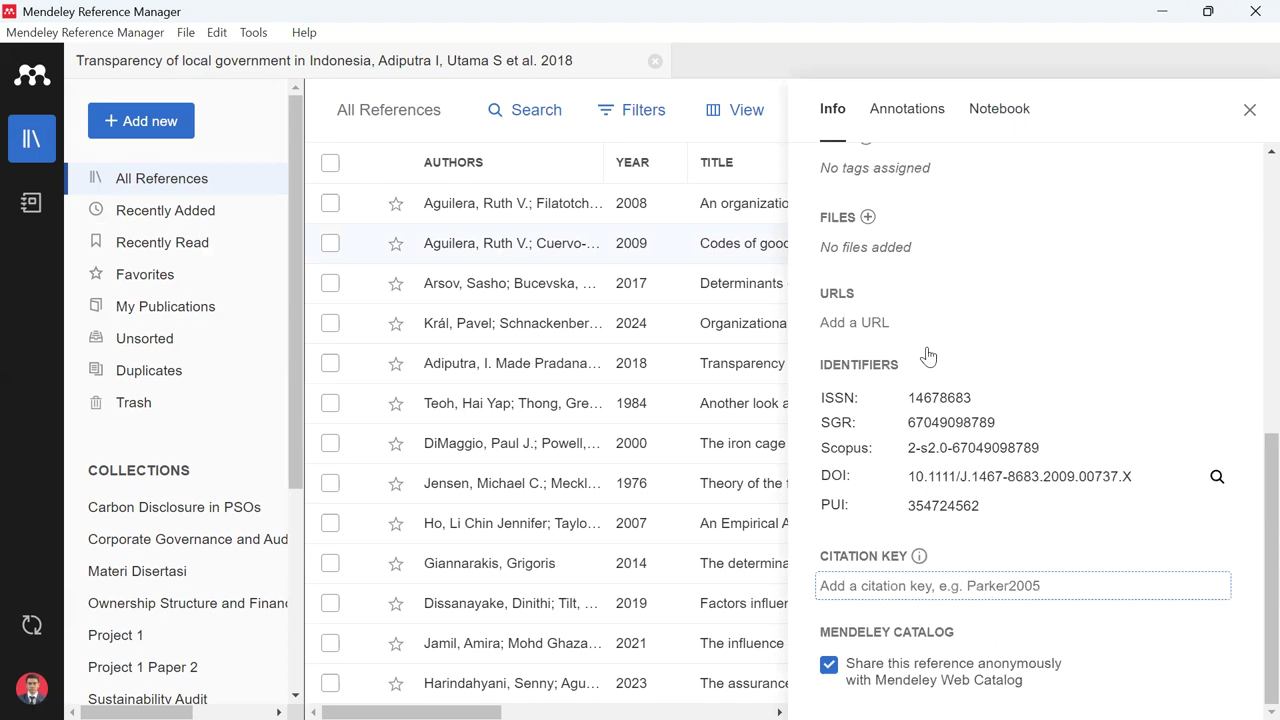 Mendeley Reference Manager
Mendeley Reference Manager File Edit Tools Help
Transparency of local government in Indonesia, Adiputra I, Utama S et al. 2018
+ Add new
All References
Recently Added
Recently Read
Favorites
My Publications
Unsorted
Duplicates
Trash
COLLECTIONS
Carbon Disclosure in PSOs
Corporate Governance and Aud
Materi Disertasi
Ownership Structure and Finan
Project 1
Project 1 Paper 2
Sustainability Audit
All References Search Filters View
AUTHORS YEAR TITLE
Aguilera, Ruth V.; Filatotch... 2008 An organizatio
Aguilera, Ruth V.; Cuervo-... 2009 Codes of good
Arsov, Sasho; Bucevska, ... 2017 Determinants
Král, Pavel; Schnackenber... 2024 Organizationa
Adiputra, I. Made Pradana... 2018 Transparency
Teoh, Hai Yap; Thong, Gre... 1984 Another look a
DiMaggio, Paul J.; Powell,... 2000 The iron cage
Jensen, Michael C.; Meckl... 1976 Theory of the
Ho, Li Chin Jennifer; Taylo... 2007 An Empirical A
Giannarakis, Grigoris 2014 The determina
Dissanayake, Dinithi; Tilt, ... 2019 Factors influer
Jamil, Amira; Mohd Ghaza... 2021 The influence
Harindahyani, Senny; Agu... 2023 The assurance
Info Annotations Notebook
No tags assigned
FILES
No files added
URLS
Add a URL
IDENTIFIERS
ISSN: 14678683
SGR: 67049098789
Scopus: 2-s2.0-67049098789
DOI: 10.1111/J.1467-8683.2009.00737.X
PUI: 354724562
CITATION KEY
Add a citation key, e.g. Parker2005
MENDELEY CATALOG
Share this reference anonymously
with Mendeley Web Catalog